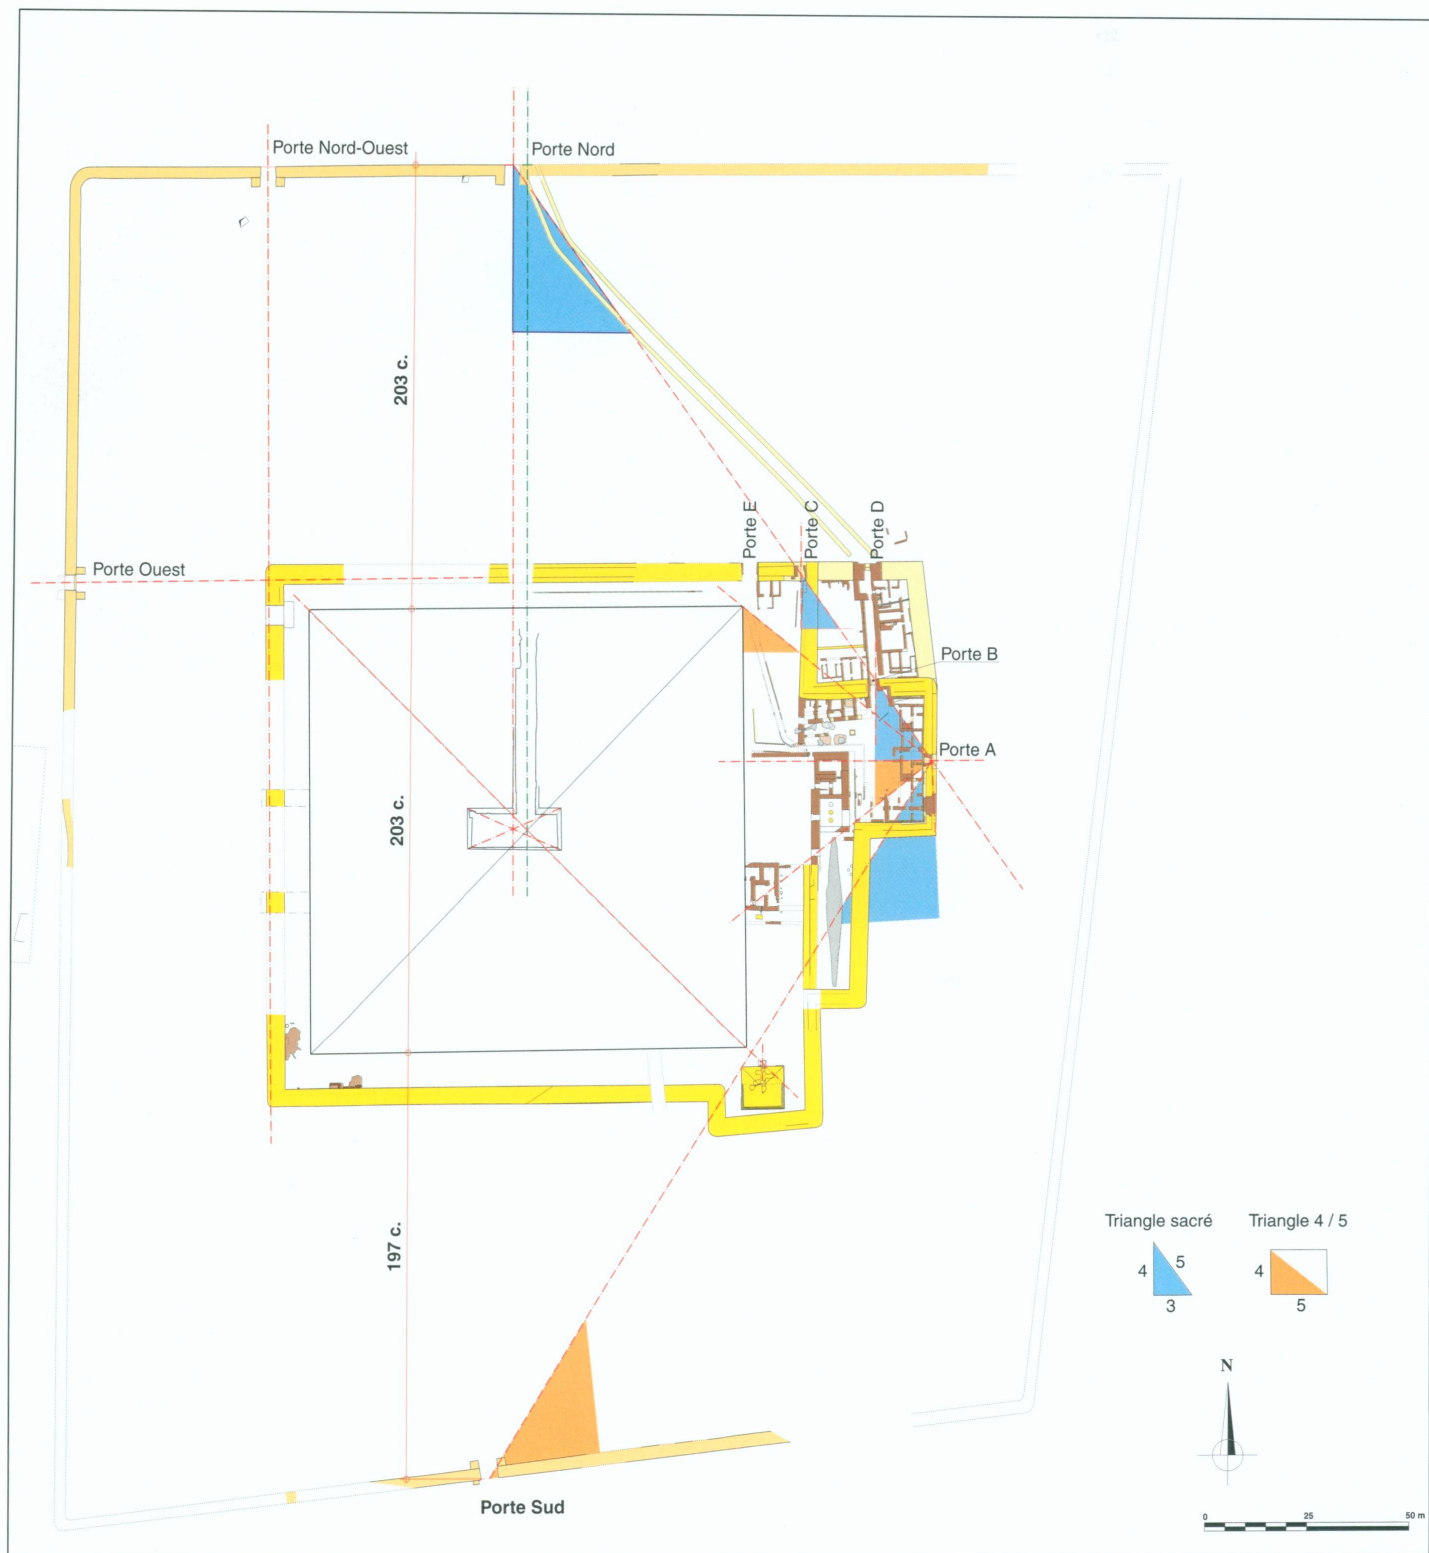 Porte Nord-Ouest
Porte Nord
203 c.
Porte E
Porte C
Porte D
Porte Ouest
Porte B
Porte A
203 c.
197 c.
Triangle sacré
Triangle 4 / 5
4
5
3
4
5
N
0
25
50 m
Porte Sud